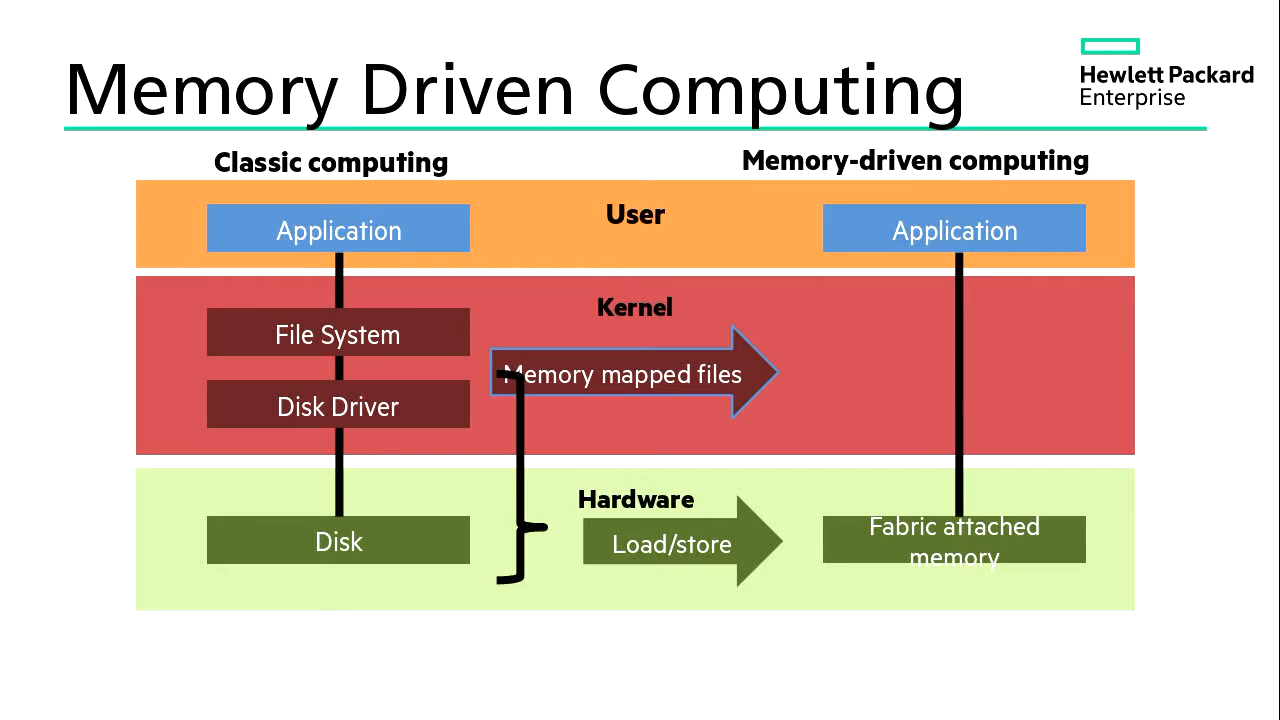 Memory Driven Computing
Hewlett Packard
Enterprise
Classic computing
Memory-driven computing
User
Application
Application
Kernel
File System
Memory mapped files
Disk Driver
Hardware
Disk
Load/store
Fabric attached
memory